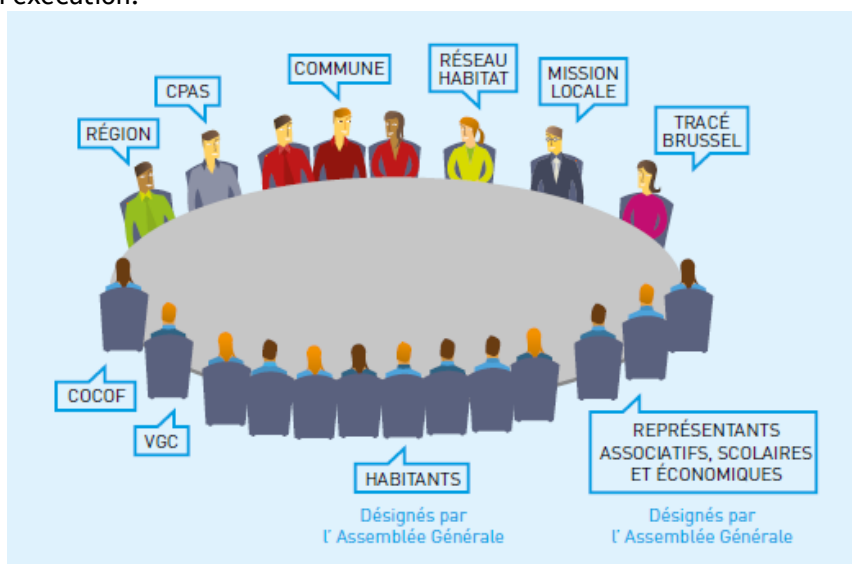 RÉGION
CPAS
COMMUNE
RÉSEAU
HABITAT
MISSION
LOCALE
TRACÉ
BRUSSEL
COCOF
VGC
HABITANTS
Désignés par
l' Assemblée Générale
REPRÉSENTANTS
ASSOCIATIFS, SCOLAIRES
ET ÉCONOMIQUES
Désignés par
l' Assemblée Générale